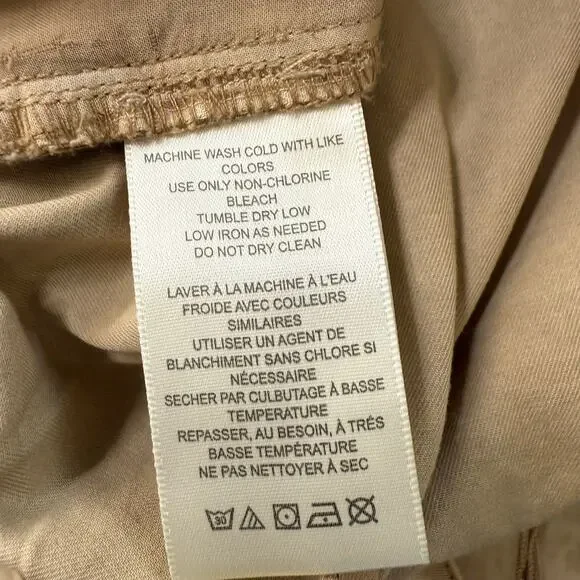 MACHINE WASH COLD WITH LIKE
COLORS
USE ONLY NON-CHLORINE
BLEACH
TUMBLE DRY LOW
LOW IRON AS NEEDED
DO NOT DRY CLEAN
LAVER À LA MACHINE À L'EAU
FROIDE AVEC COULEURS
SIMILAIRES
UTILISER UN AGENT DE
BLANCHIMENT SANS CHLORE SI
NÉCESSAIRE
SECHER PAR CULBUTAGE À BASSE
TEMPERATURE
REPASSER, AU BESOIN, À TRÉS
BASSE TEMPÉRATURE
NE PAS NETTOYER À SEC
30